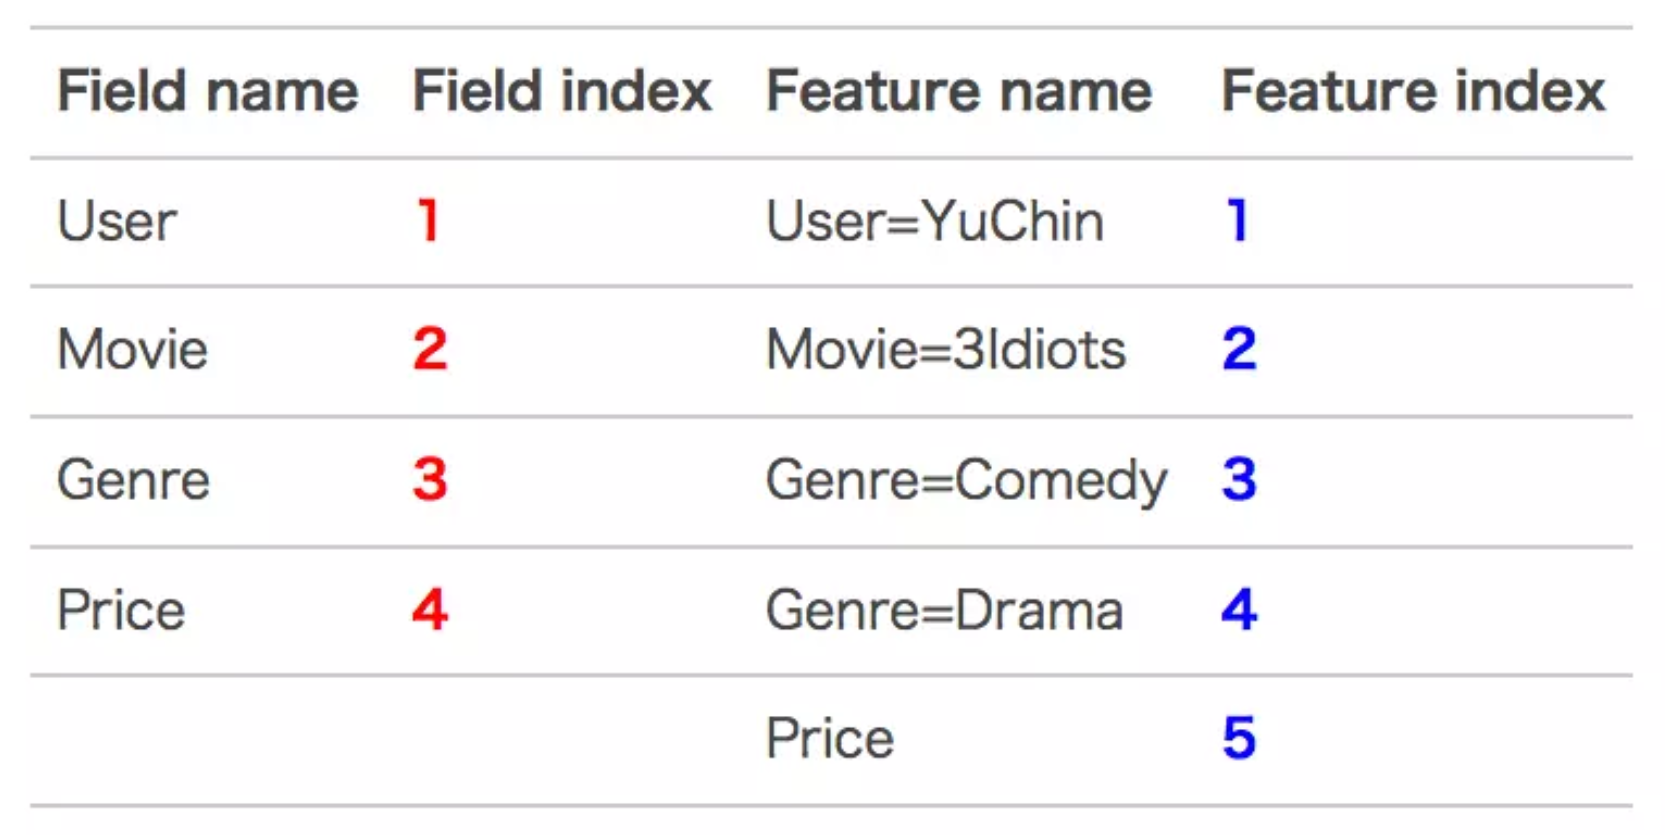 Field name Field index Feature name Feature index
User 1 User=YuChin 1
Movie 2 Movie=3Idiots 2
Genre 3 Genre=Comedy 3
Price 4 Genre=Drama 4
Price 5